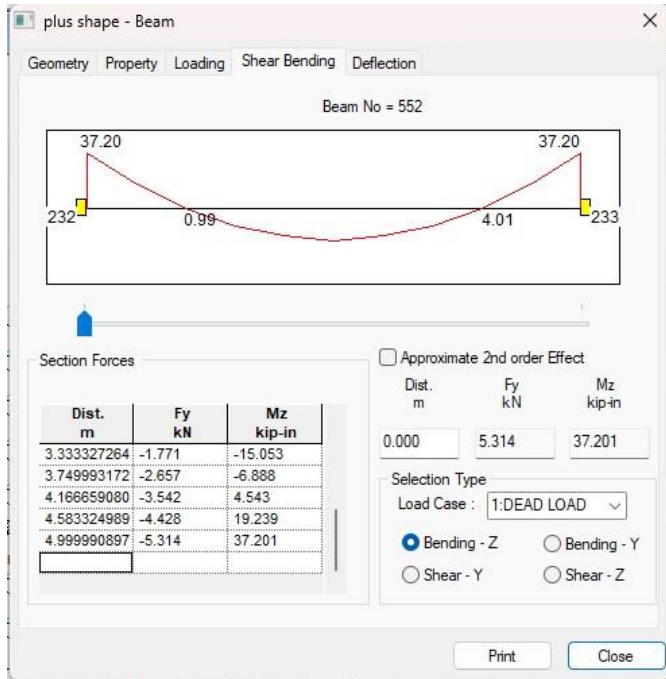 plus shape - Beam
Geometry Property Loading Shear Bending Deflection
Beam No = 552
37.20 37.20
232 0.99 4.01 233
Section Forces
Dist. Fy Mz
m kN kip-in
3.333327264 -1.771 -15.053
3.749993172 -2.657 -6.888
4.166659080 -3.542 4.543
4.583324989 -4.428 19.239
4.999990897 -5.314 37.201
Approximate 2nd order Effect
Dist. Fy Mz
m kN kip-in
0.000 5.314 37.201
Selection Type
Load Case : 1:DEAD LOAD
Bending - Z Bending - Y
Shear - Y Shear - Z
Print Close